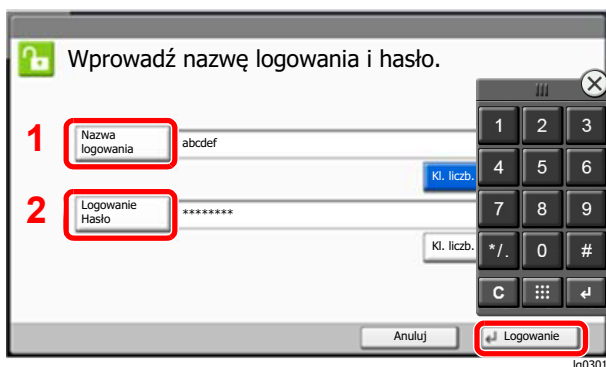 Wprowadź nazwę logowania i hasło.
1
Nazwa
logowania
abcdef
Kl. liczb.
2
Logowanie
Hasło
********
Kl. liczb.
1 2 3
4 5 6
7 8 9
*/. 0 #
C
Anuluj
Logowanie
lg0301